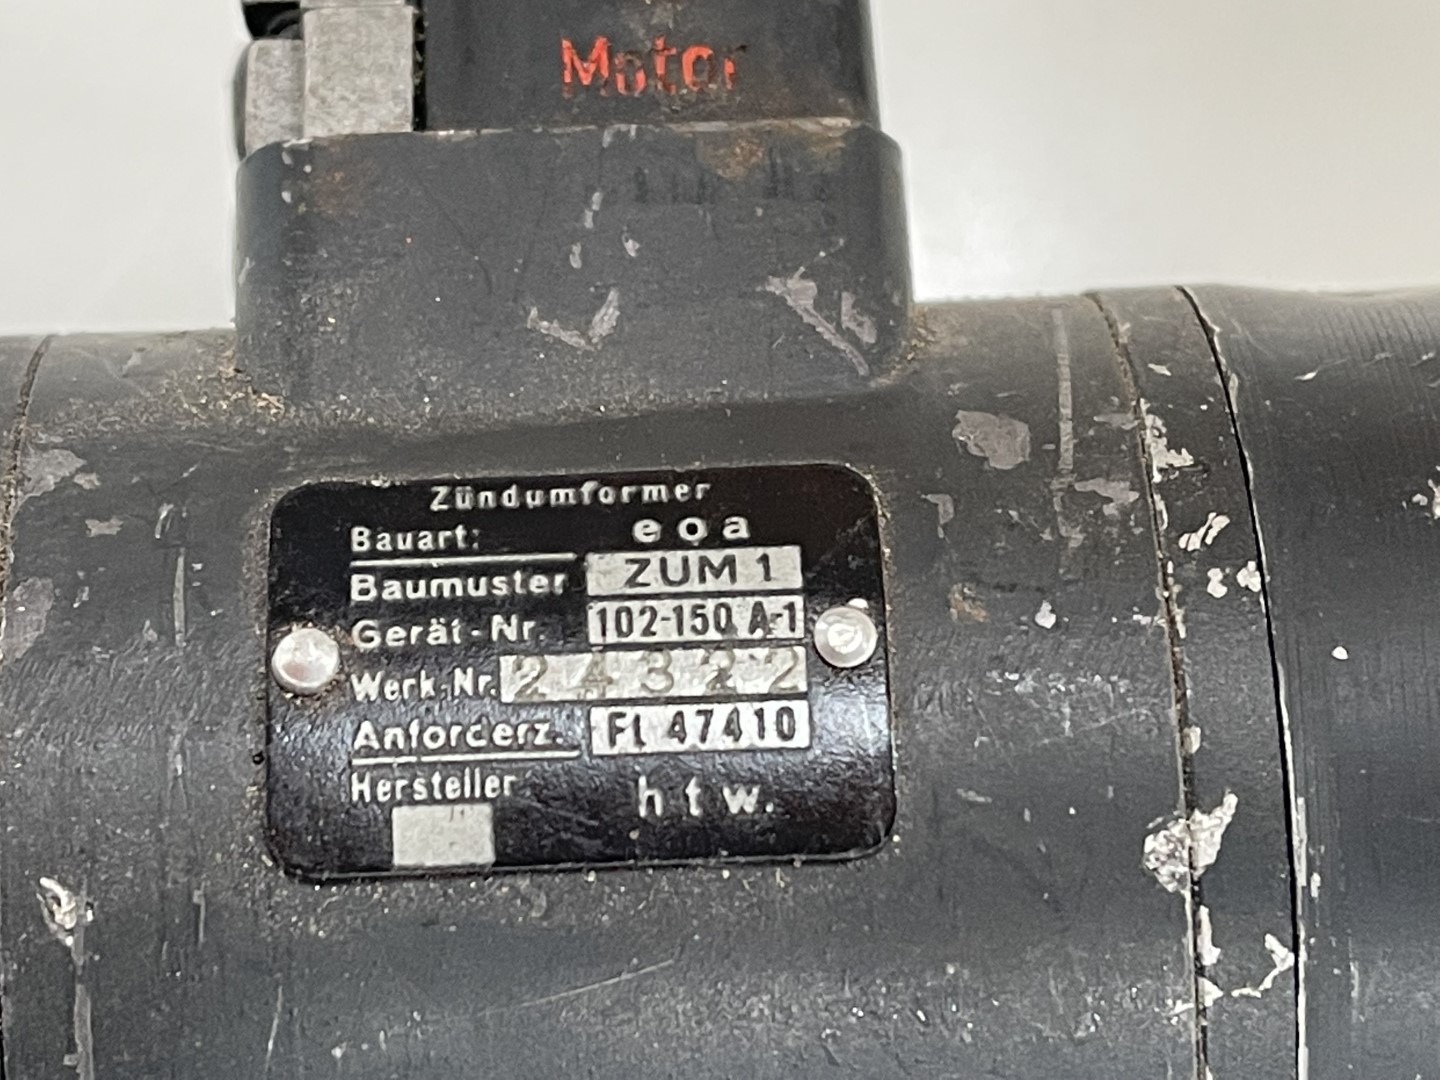 Motor
Zündumformer
Bauart: eoa
Baumuster ZUM 1
Gerät-Nr. 102-150 A-1
Werk-Nr. 24322
Anforderz. Fl 47410
Hersteller htw.